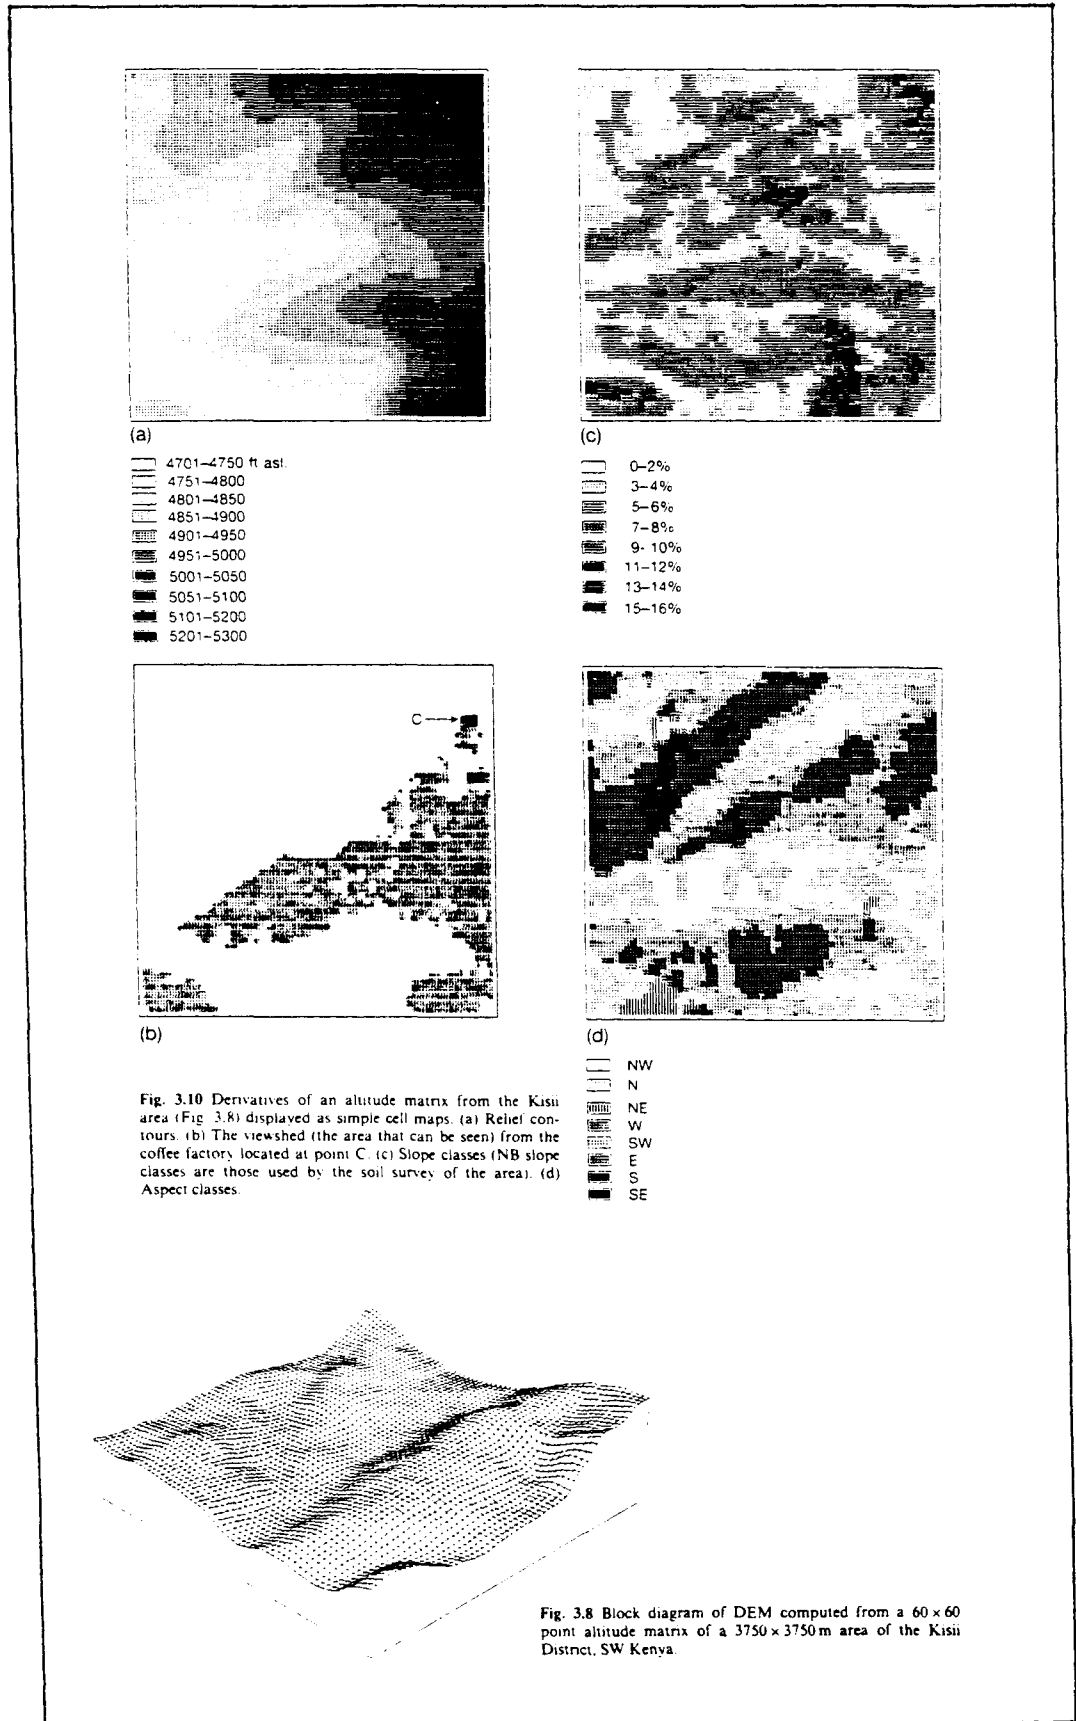 (a)
4701–4750 ft asl.
4751–4800
4801–4850
4851–4900
4901–4950
4951–5000
5001–5050
5051–5100
5101–5200
5201–5300
(c)
0–2%
3–4%
5–6%
7–8%
9-10%
11–12%
13–14%
15–16%
C
(b)
(d)
NW
N
NE
W
SW
E
S
SE
Fig. 3.10 Derivatives of an altitude matrix from the Kisii
area (Fig. 3.8) displayed as simple cell maps. (a) Relief con-
tours. (b) The viewshed (the area that can be seen) from the
coffee factory located at point C. (c) Slope classes (NB slope
classes are those used by the soil survey of the area). (d)
Aspect classes.
Fig. 3.8 Block diagram of DEM computed from a 60 × 60
point altitude matrix of a 3750 × 3750 m area of the Kisii
District, SW Kenya.